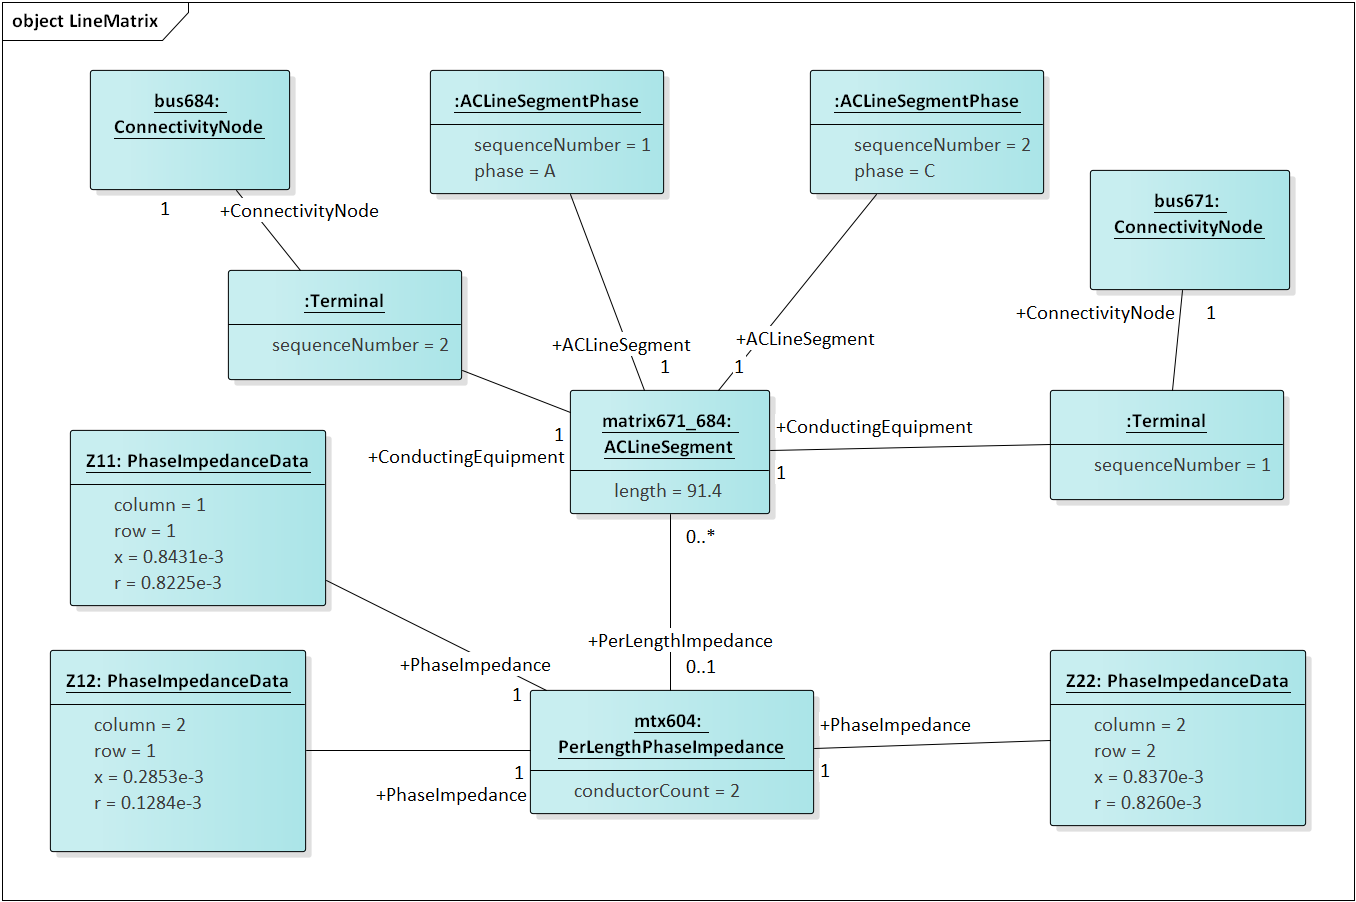 object LineMatrix
bus684:
ConnectivityNode
1
+ConnectivityNode
:ACLineSegmentPhase
sequenceNumber = 1
phase = A
:ACLineSegmentPhase
sequenceNumber = 2
phase = C
bus671:
ConnectivityNode
+ConnectivityNode
1
:Terminal
sequenceNumber = 2
+ACLineSegment
1
+ACLineSegment
1
matrix671_684:
ACLineSegment
length = 91.4
1
+ConductingEquipment
+ConductingEquipment
1
:Terminal
sequenceNumber = 1
Z11: PhaseImpedanceData
column = 1
row = 1
x = 0.8431e-3
r = 0.8225e-3
0..*
+PerLengthImpedance
0..1
+PhaseImpedance
1
Z12: PhaseImpedanceData
column = 2
row = 1
x = 0.2853e-3
r = 0.1284e-3
1
+PhaseImpedance
mtx604:
PerLengthPhaseImpedance
conductorCount = 2
+PhaseImpedance
1
Z22: PhaseImpedanceData
column = 2
row = 2
x = 0.8370e-3
r = 0.8260e-3